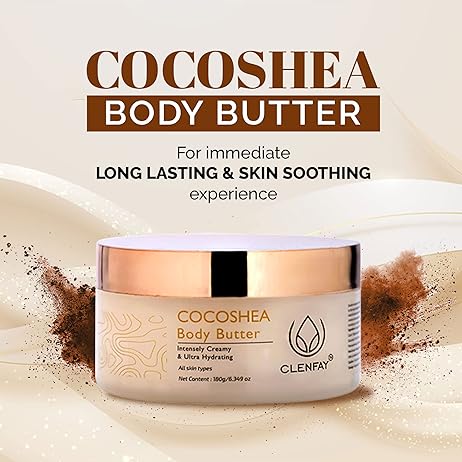 COCOSHEA
BODY BUTTER
For immediate
LONG LASTING & SKIN SOOTHING
experience
COCOSHEA
Body Butter
Intensely Creamy
& Ultra Hydrating
All skin types
Net Content : 180g/6.349 oz
CLENFAY